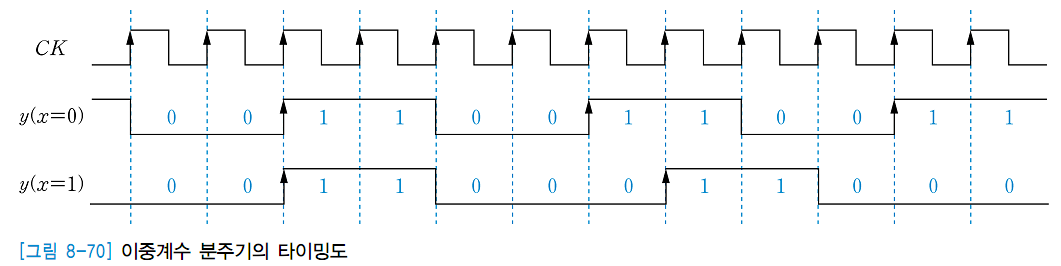 CK
y(x=0) 0 0 1 1 0 0 1 1 0 0 1 1
y(x=1) 0 0 1 1 0 0 0 1 1 0 0 0
[그림 8-70] 이중계수 분주기의 타이밍도